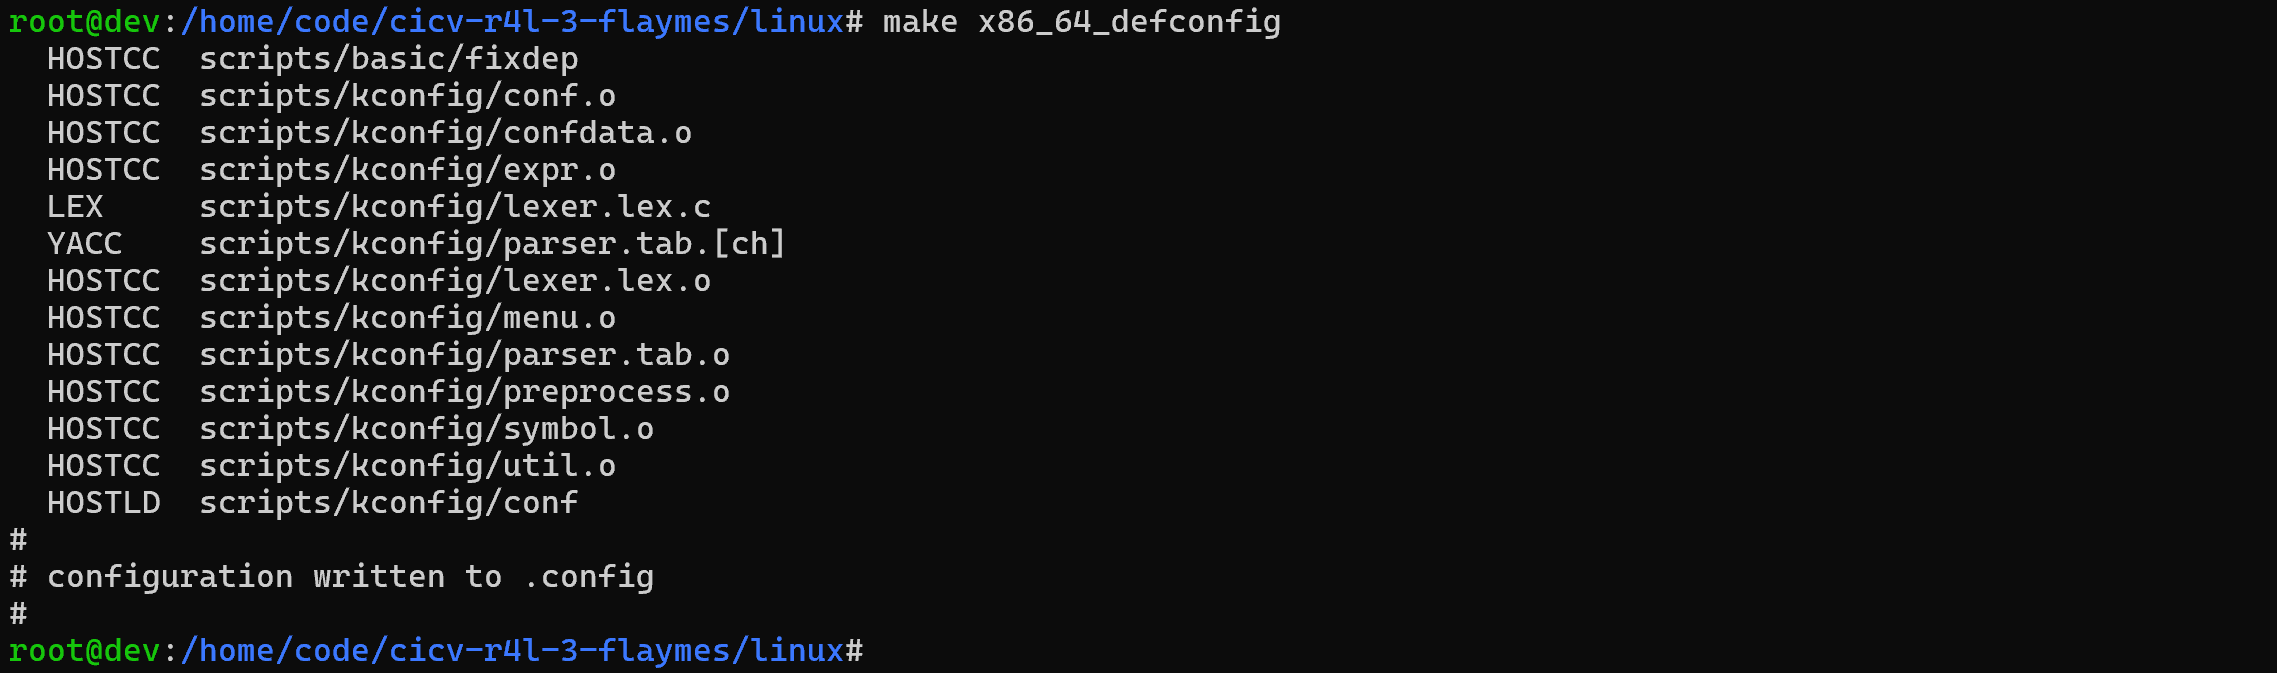 root@dev:/home/code/cicv-r4l-3-flaymes/linux# make x86_64_defconfig
  HOSTCC  scripts/basic/fixdep
  HOSTCC  scripts/kconfig/conf.o
  HOSTCC  scripts/kconfig/confdata.o
  HOSTCC  scripts/kconfig/expr.o
  LEX     scripts/kconfig/lexer.lex.c
  YACC    scripts/kconfig/parser.tab.[ch]
  HOSTCC  scripts/kconfig/lexer.lex.o
  HOSTCC  scripts/kconfig/menu.o
  HOSTCC  scripts/kconfig/parser.tab.o
  HOSTCC  scripts/kconfig/preprocess.o
  HOSTCC  scripts/kconfig/symbol.o
  HOSTCC  scripts/kconfig/util.o
  HOSTLD  scripts/kconfig/conf
#
# configuration written to .config
#
root@dev:/home/code/cicv-r4l-3-flaymes/linux#